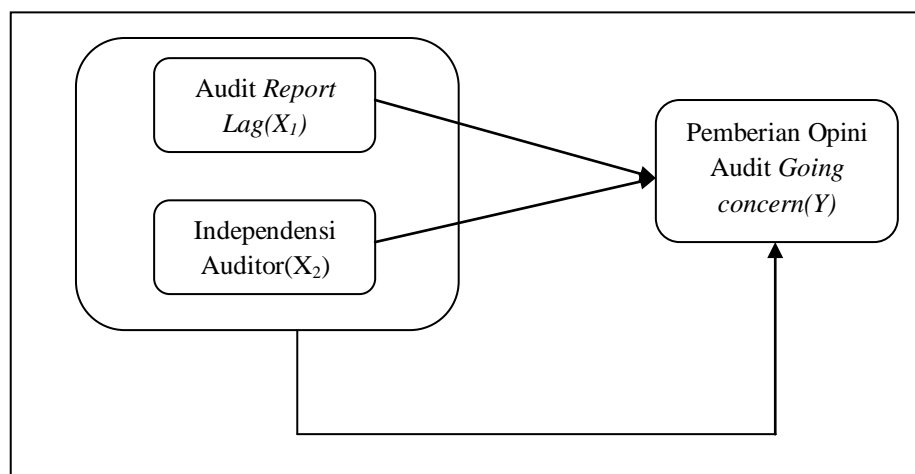 Audit Report
Lag(X1)
Independensi
Auditor(X2)
Pemberian Opini
Audit Going
concern(Y)